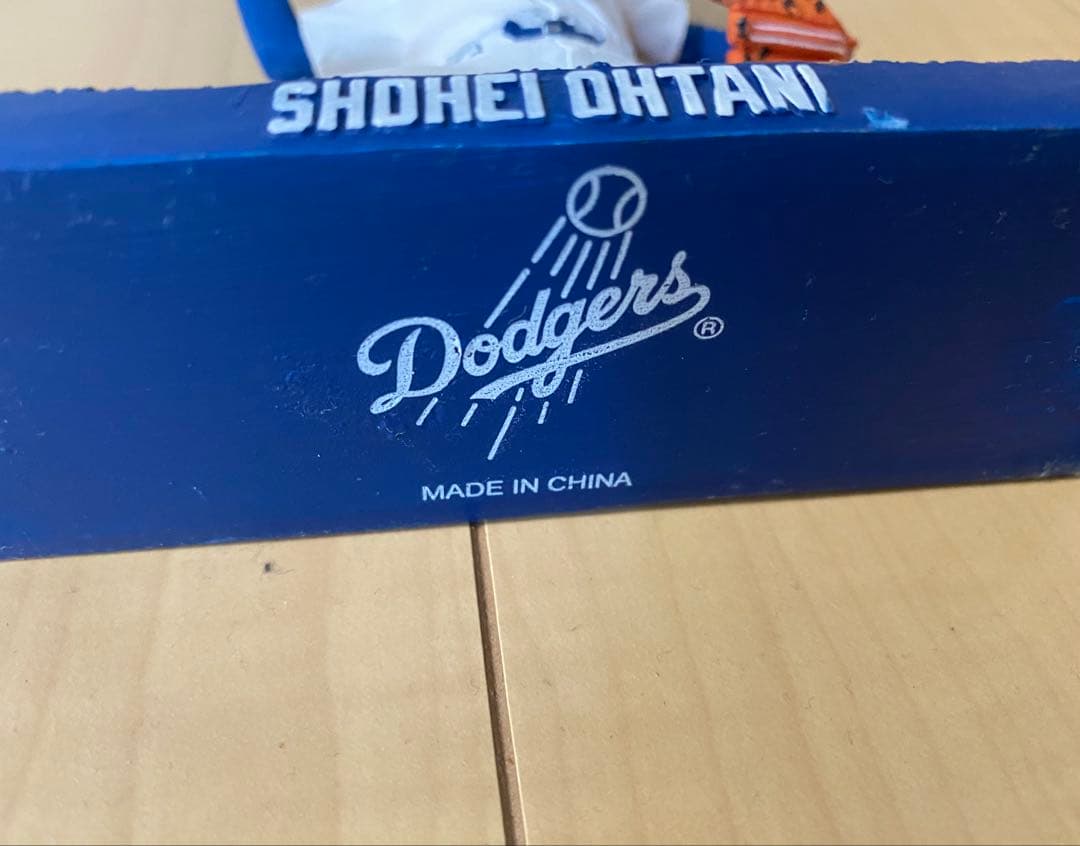 SHOHEI OHTANI
Dodgers
®
MADE IN CHINA